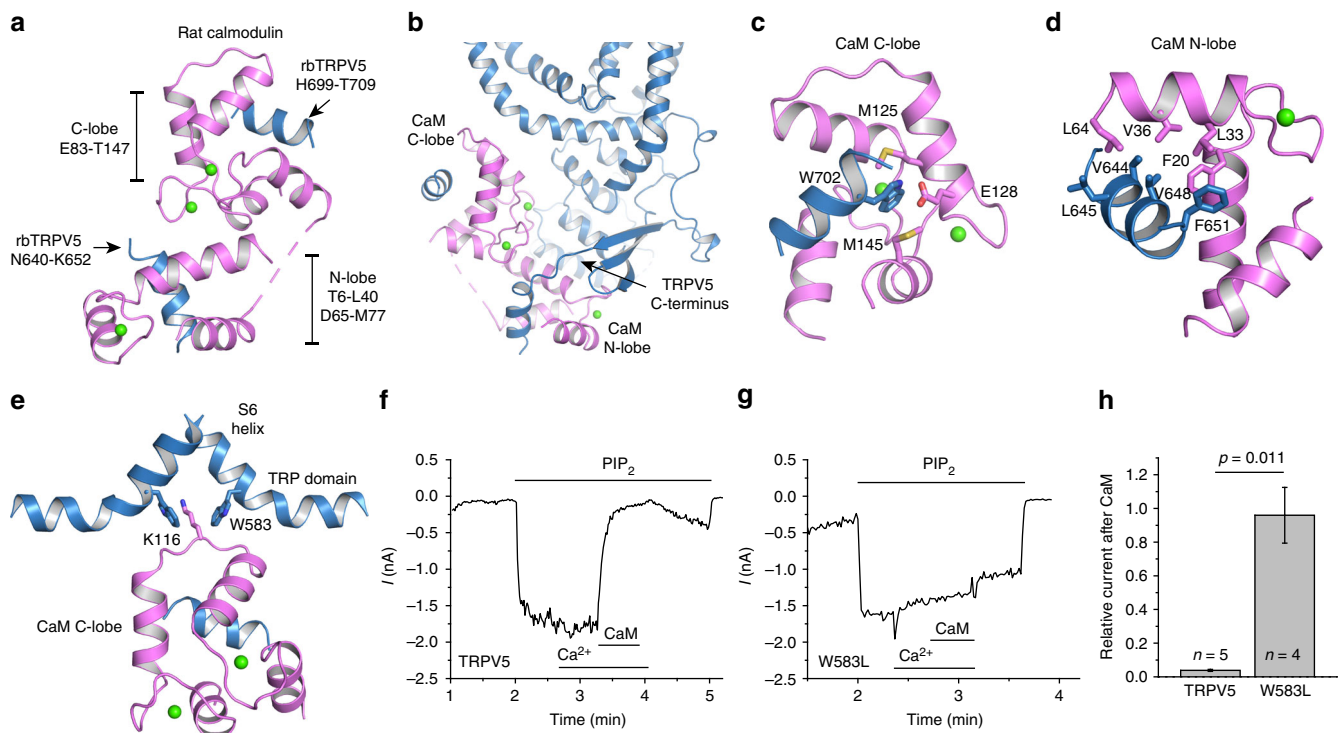 a
Rat calmodulin
rbTRPV5
H699-T709
C-lobe
E83-T147
rbTRPV5
N640-K652
N-lobe
T6-L40
D65-M77
b
CaM
C-lobe
TRPV5
C-terminus
CaM
N-lobe
c
CaM C-lobe
M125
W702
E128
M145
d
CaM N-lobe
L64
V36
L33
V644
F20
L645
V648
F651
e
S6
helix
TRP domain
W583
K116
CaM C-lobe
f
PIP2
0.5
0.0
−0.5
−1.0
−1.5
−2.0
−2.5
I (nA)
CaM
Ca2+
TRPV5
1 2 3 4 5
Time (min)
g
PIP2
0.5
0.0
−0.5
−1.0
−1.5
−2.0
−2.5
I (nA)
CaM
Ca2+
W583L
2 3 4
Time (min)
h
p = 0.011
1.2
1.0
0.8
0.6
0.4
0.2
0.0
Relative current after CaM
n = 5
n = 4
TRPV5 W583L